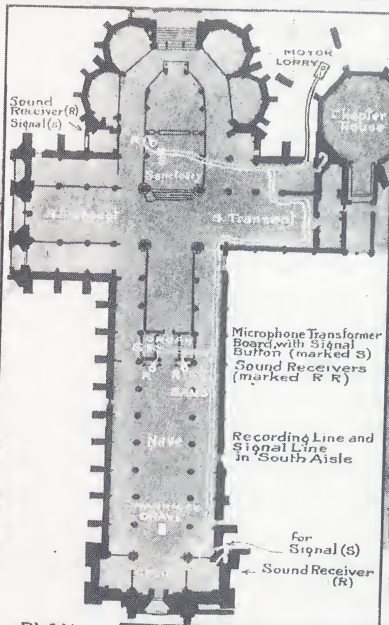 MOTOR
LORRY
Chapter
House
Sound
Receiver (R)
Signal (S)
R
Sanctuary
S. Transept
Microphone Transformer
Board, with Signal
Button (marked S)
Sound Receivers
(marked R R)
ORGAN
R
R
Nave
Recording Line and
Signal Line
in South Aisle
for
Signal (S)
Sound Receiver
(R)